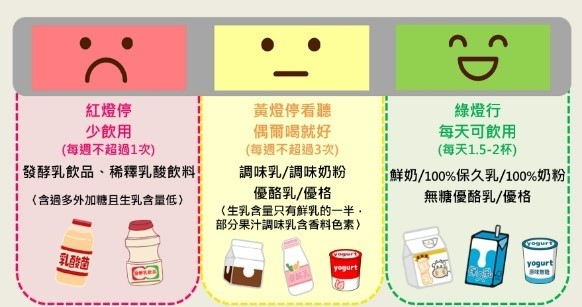 紅燈停
少飲用
(每週不超過1次)
發酵乳飲品、稀釋乳酸飲料
(含過多外加糖且生乳含量低)
乳酸菌
黃燈停看聽
偶爾喝就好
(每週不超過3次)
調味乳/調味奶粉
優酪乳/優格
(生乳含量只有鮮乳的一半，
部分果汁調味乳含香料色素)
yogurt
yogurt
綠燈行
每天可飲用
(每天1.5-2杯)
鮮奶/100%保久乳/100%奶粉
無糖優酪乳/優格
yogurt
yogurt
原味無糖